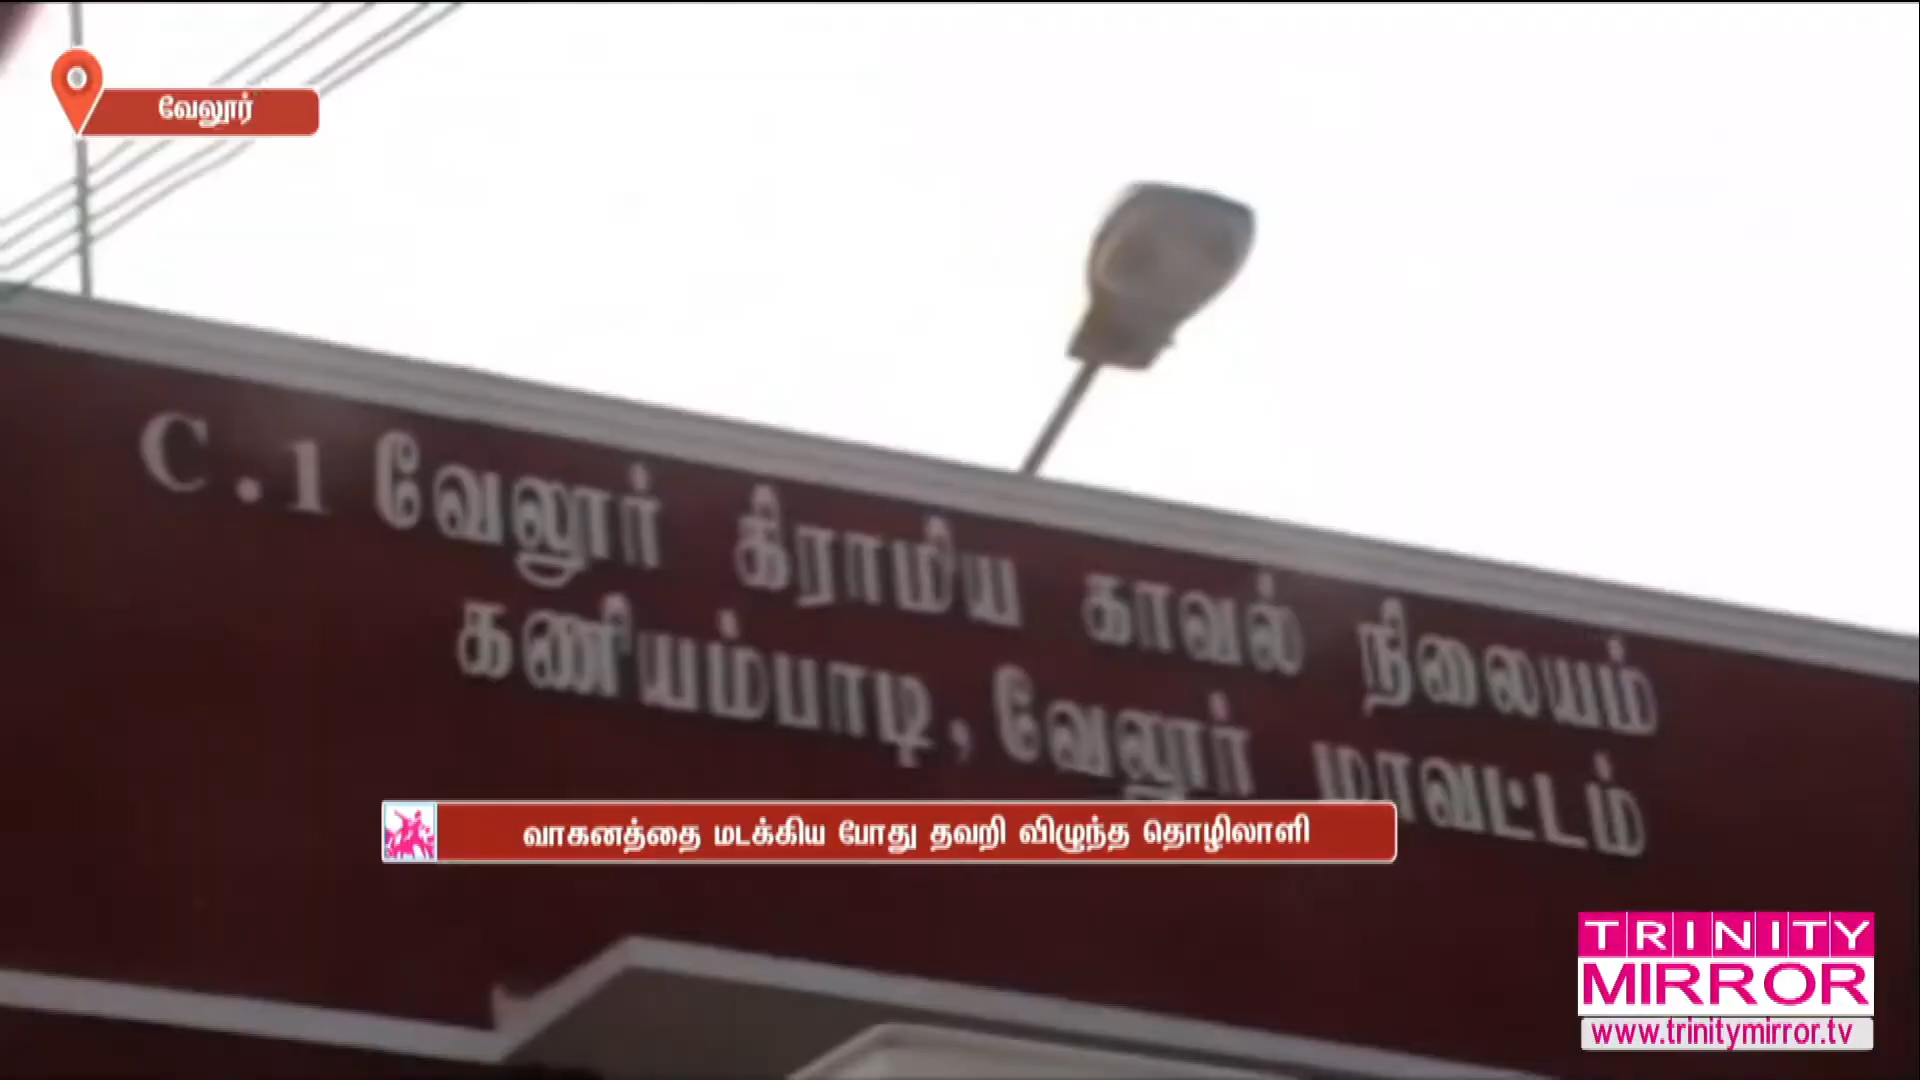 வேலூர்
C.1 வேலூர் கிராமிய காவல் நிலையம்
கணியம்பாடி, வேலூர் மாவட்டம்
வாகனத்தை மடக்கிய போது தவறி விழுந்த தொழிலாளி
TRINITY
MIRROR
www.trinitymirror.tv